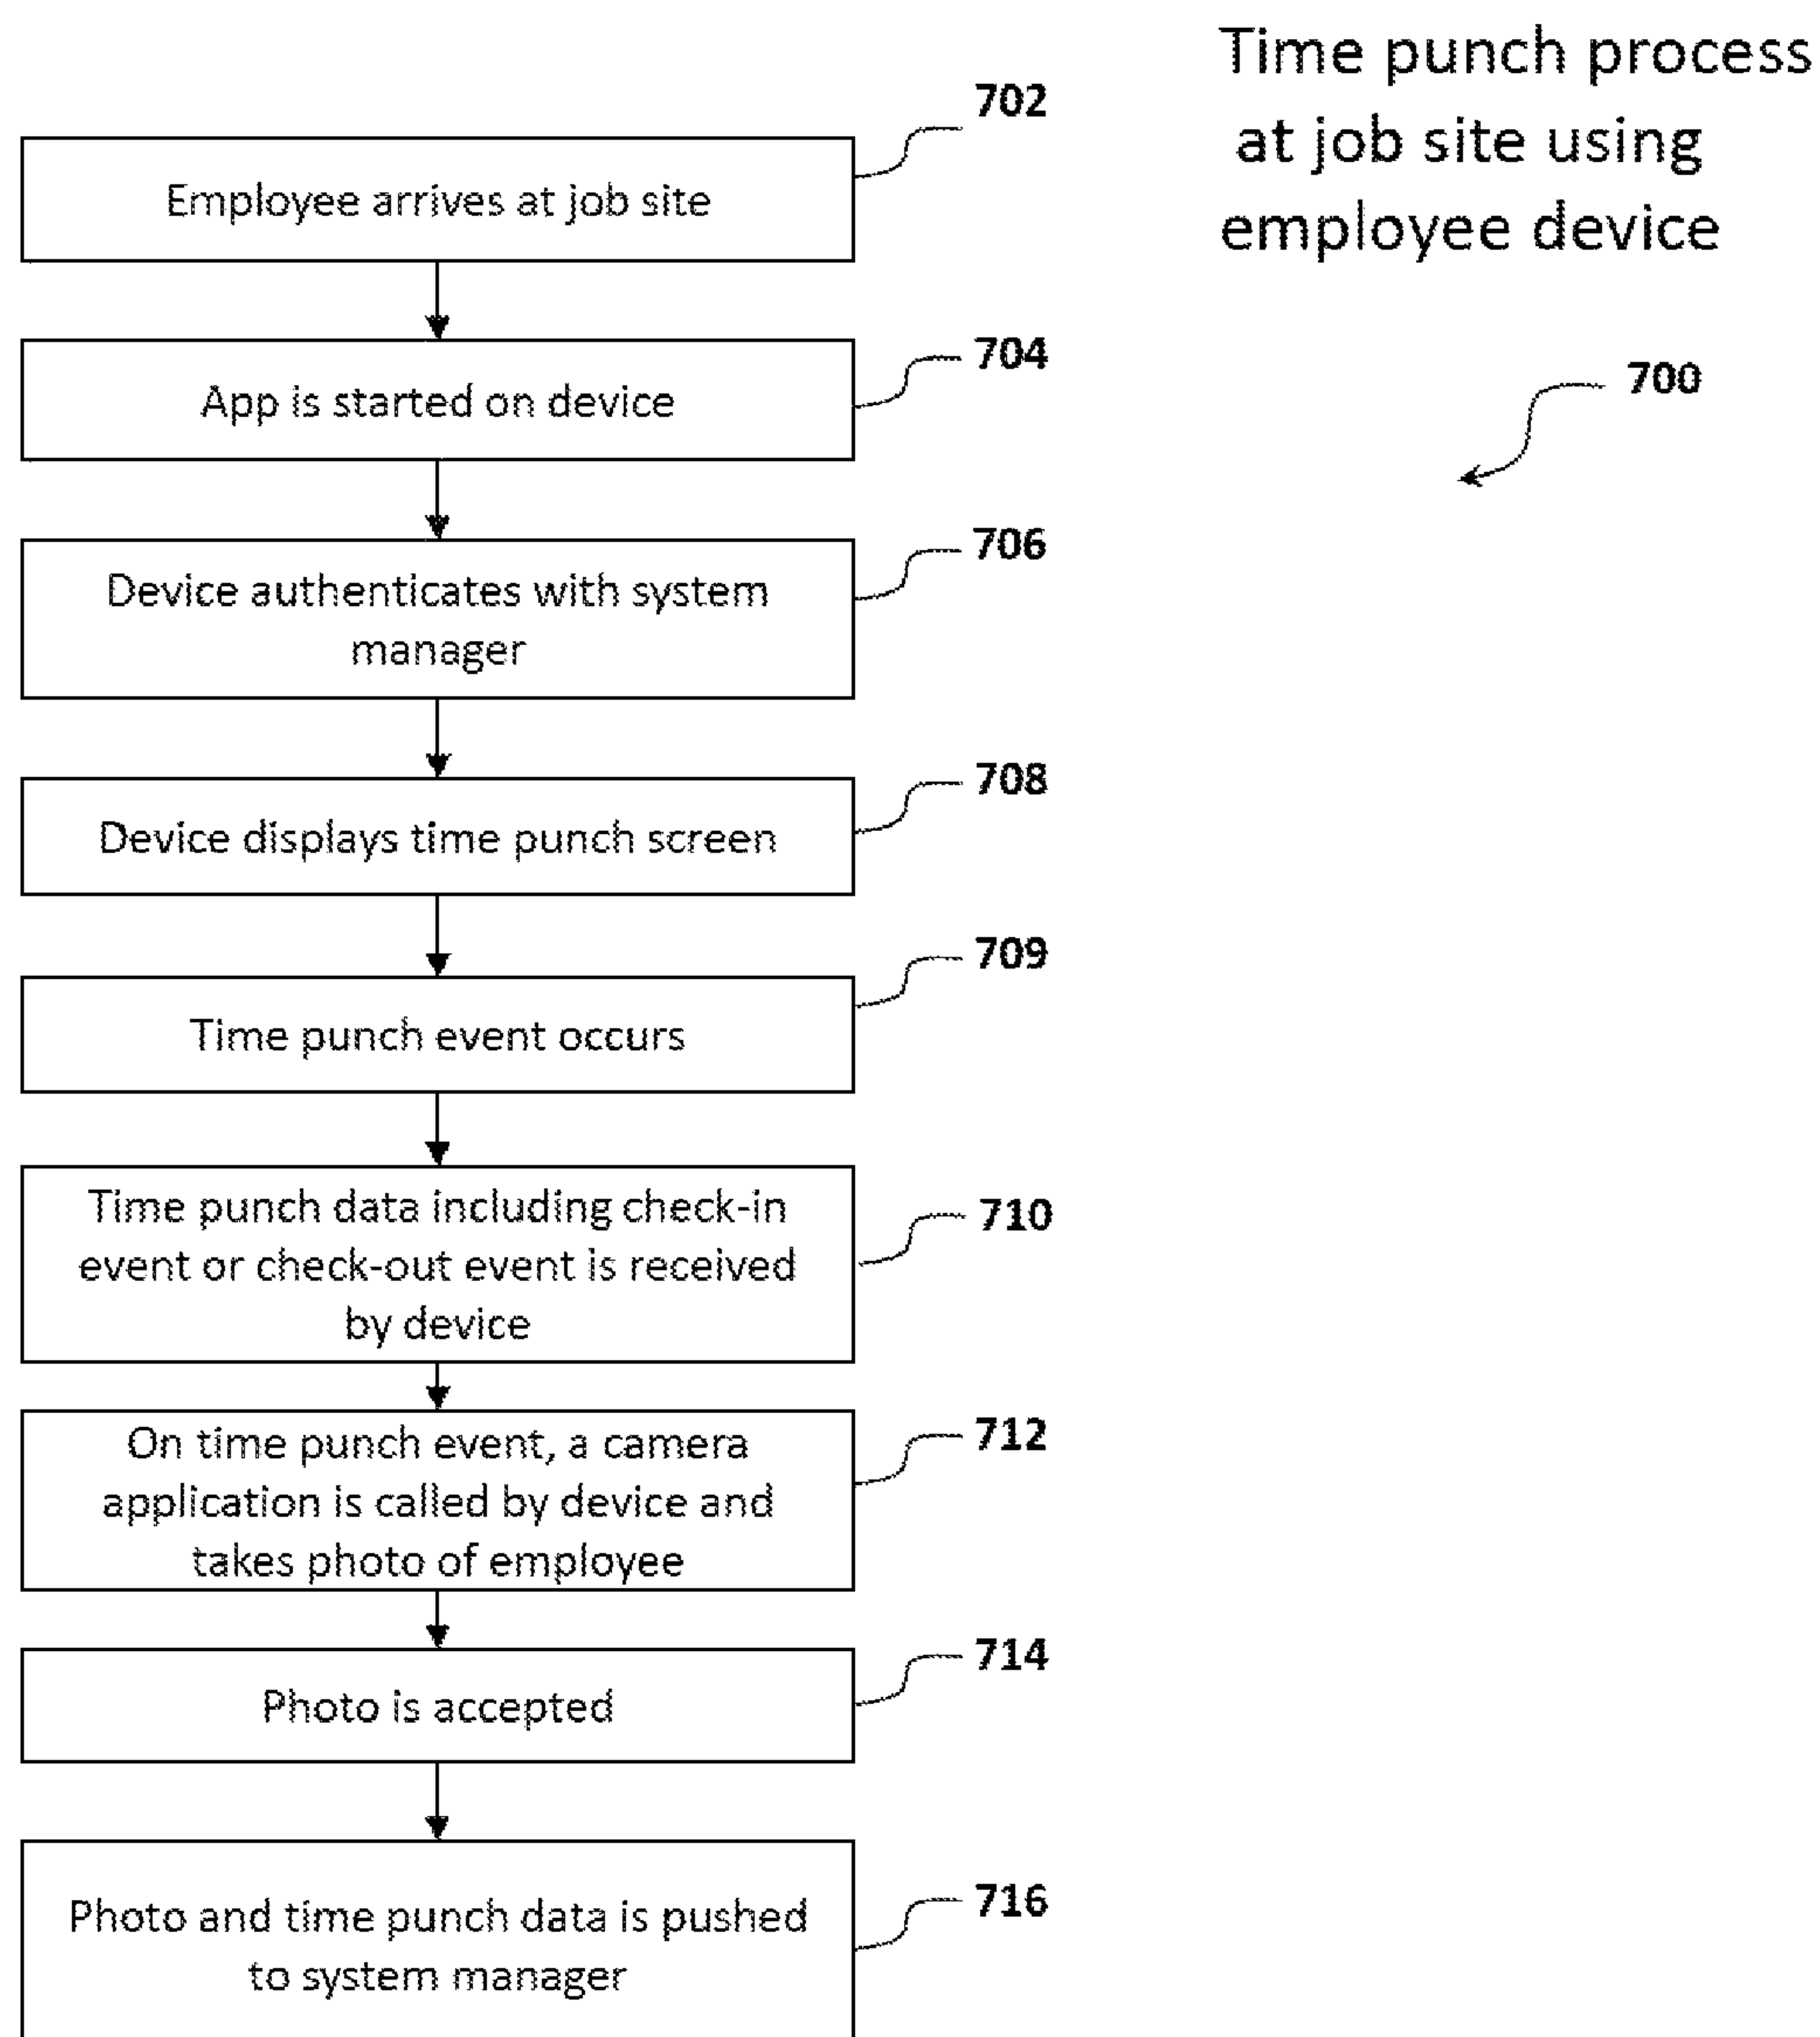 Time punch process
at job site using
employee device
700
702
Employee arrives at job site
704
App is started on device
706
Device authenticates with system
manager
708
Device displays time punch screen
709
Time punch event occurs
710
Time punch data including check-in
event or check-out event is received
by device
712
On time punch event, a camera
application is called by device and
takes photo of employee
714
Photo is accepted
716
Photo and time punch data is pushed
to system manager